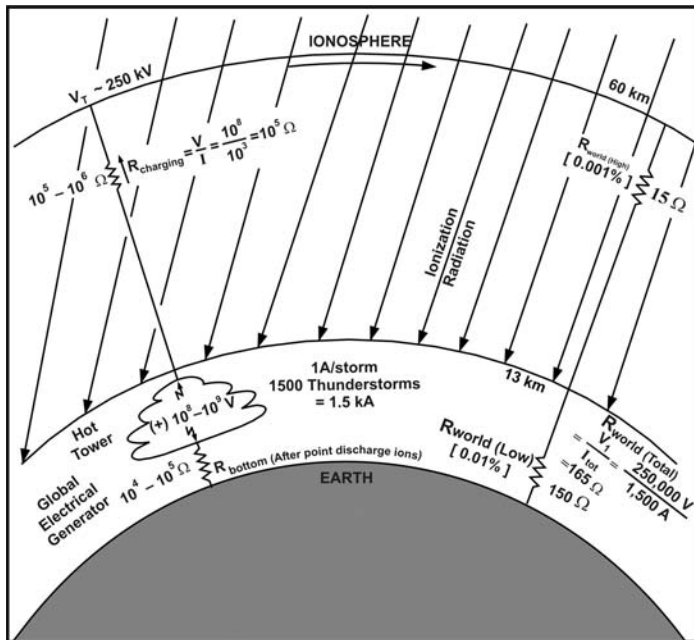 IONOSPHERE
V_T ~ 250 kV
60 km
R_charging = V/I = 10^8/10^3 = 10^5 Ω
10^5 – 10^6 Ω
R_world (High)
[ 0.001% ]
15 Ω
Ionization
Radiation
1A/storm
1500 Thunderstorms
= 1.5 kA
13 km
Hot
Tower
(+) 10^8–10^9 V
R_world (Low)
[ 0.01% ]
R_world (Total)
= V_1/I_tot = 250,000 V/1,500 A
=165 Ω
150 Ω
Global
Electrical
Generator
10^4 – 10^5 Ω
R_bottom (After point discharge ions)
EARTH